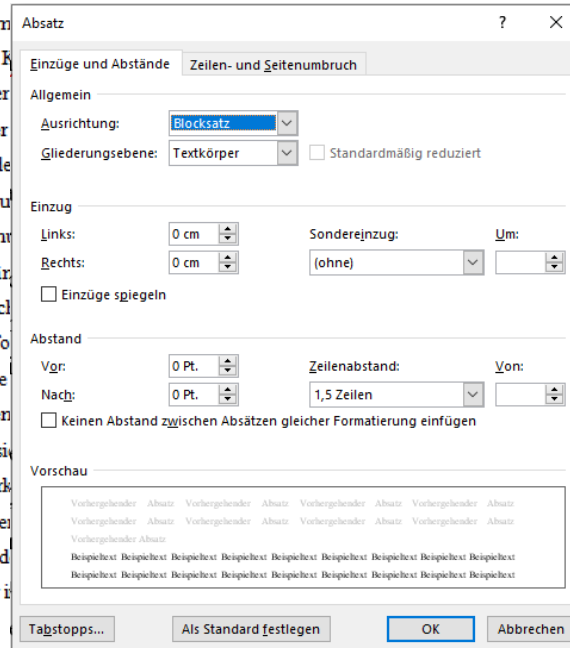 Absatz ?
Einzüge und Abstände Zeilen- und Seitenumbruch
Allgemein
Ausrichtung: Blocksatz
Gliederungsebene: Textkörper Standardmäßig reduziert
Einzug
Links: 0 cm Sondereinzug: Um:
Rechts: 0 cm (ohne)
Einzüge spiegeln
Abstand
Vor: 0 Pt. Zeilenabstand: Von:
Nach: 0 Pt. 1,5 Zeilen
Keinen Abstand zwischen Absätzen gleicher Formatierung einfügen
Vorschau
Vorhergehender Absatz Vorhergehender Absatz Vorhergehender Absatz Vorhergehender Absatz
Vorhergehender Absatz Vorhergehender Absatz Vorhergehender Absatz Vorhergehender Absatz
Vorhergehender Absatz
Beispieltext Beispieltext Beispieltext Beispieltext Beispieltext Beispieltext Beispieltext Beispieltext Beispieltext
Beispieltext Beispieltext Beispieltext Beispieltext Beispieltext Beispieltext Beispieltext Beispieltext Beispieltext
Tabstopps... Als Standard festlegen OK Abbrechen